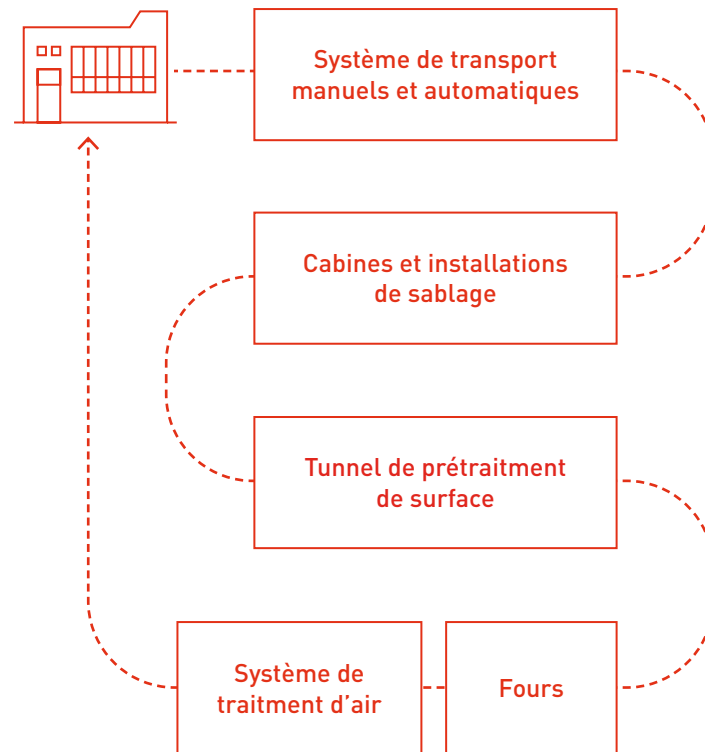 Système de transport
manuels et automatiques
Cabines et installations
de sablage
Tunnel de prétraitment
de surface
Système de
traitment d’air
Fours